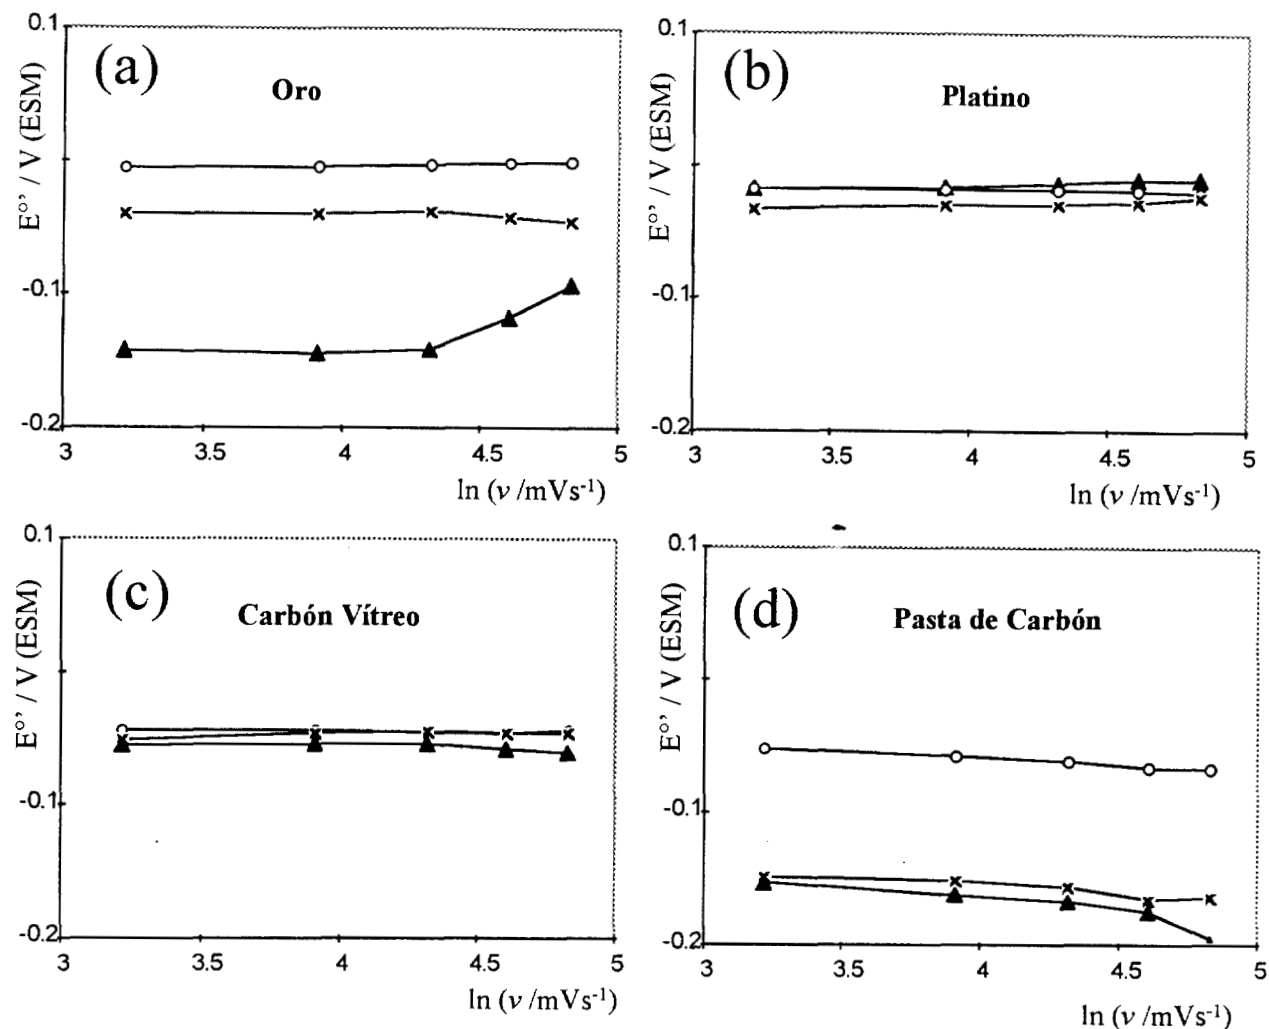 (a)
Oro
E°' / V (ESM)
0.1
-0.1
-0.2
3 3.5 4 4.5 5
ln (ν /mVs⁻¹)
(b)
Platino
E°' / V (ESM)
0.1
-0.1
-0.2
3 3.5 4 4.5 5
ln (ν /mVs⁻¹)
(c)
Carbón Vítreo
E°' / V (ESM)
0.1
-0.1
-0.2
3 3.5 4 4.5 5
ln (ν /mVs⁻¹)
(d)
Pasta de Carbón
E°' / V (ESM)
0.1
-0.1
-0.2
3 3.5 4 4.5 5
ln (ν /mVs⁻¹)